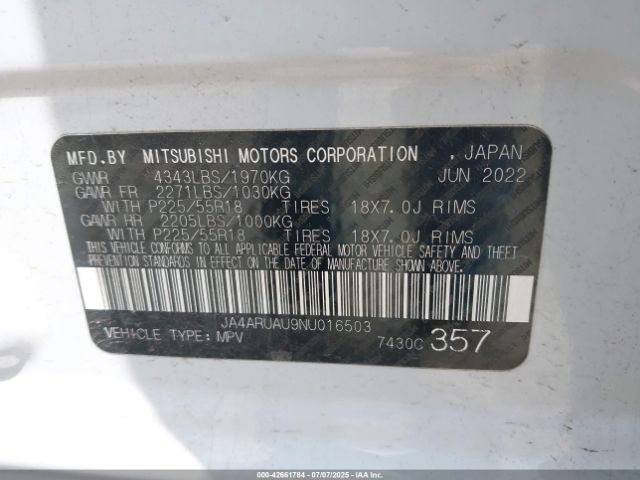 MFD.BY MITSUBISHI MOTORS CORPORATION , JAPAN
GVWR 4343LBS/1970KG JUN 2022
GAWR FR 2271LBS/1030KG
WITH P225/55R18 TIRES 18X7.0J RIMS
GAWR RR 2205LBS/1000KG
WITH P225/55R18 TIRES 18X7.0J RIMS
THIS VEHICLE CONFORMS TO ALL APPLICABLE FEDERAL MOTOR VEHICLE SAFETY AND THEFT
PREVENTION STANDARDS IN EFFECT ON THE DATE OF MANUFACTURE SHOWN ABOVE.
JA4ARUAU9NU016503
VEHICLE TYPE: MPV 7430C 357
000-42661784 - 07/07/2025 - IAAI.COM